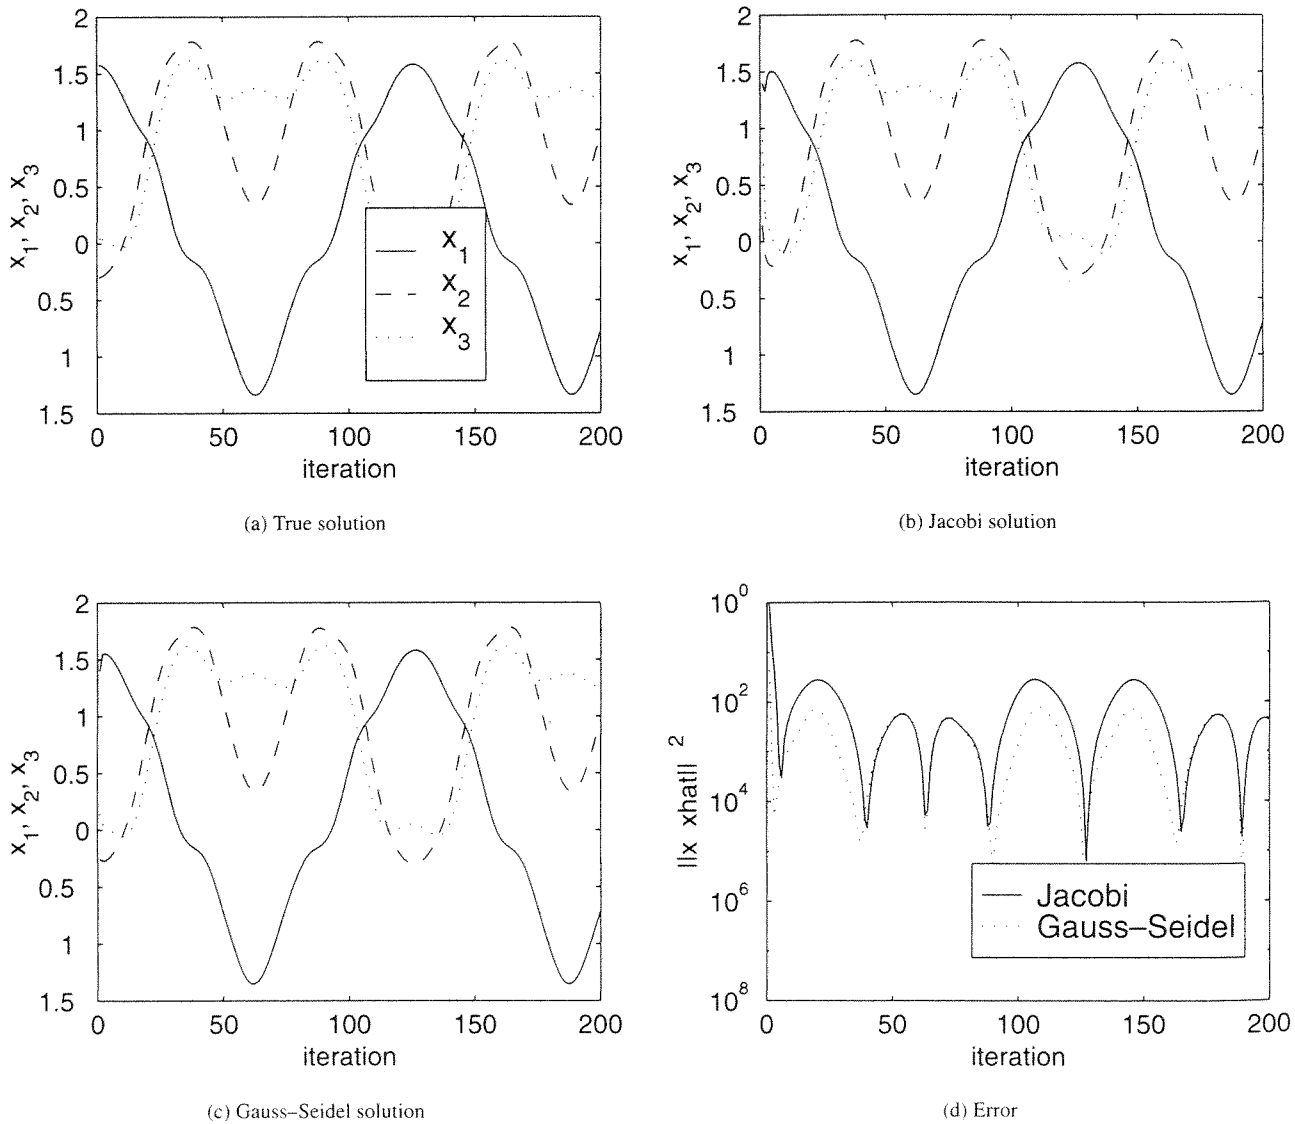 2
1.5
1
0.5
0
0.5
1
1.5
x1, x2, x3
x1
x2
x3
0 50 100 150 200
iteration
(a) True solution
2
1.5
1
0.5
0
0.5
1
1.5
x1, x2, x3
0 50 100 150 200
iteration
(b) Jacobi solution
2
1.5
1
0.5
0
0.5
1
1.5
x1, x2, x3
0 50 100 150 200
iteration
(c) Gauss–Seidel solution
10^0
10^2
10^4
10^6
10^8
||x xhat||^2
Jacobi
Gauss–Seidel
0 50 100 150 200
iteration
(d) Error